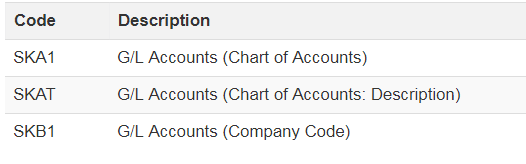 Code Description
SKA1 G/L Accounts (Chart of Accounts)
SKAT G/L Accounts (Chart of Accounts: Description)
SKB1 G/L Accounts (Company Code)